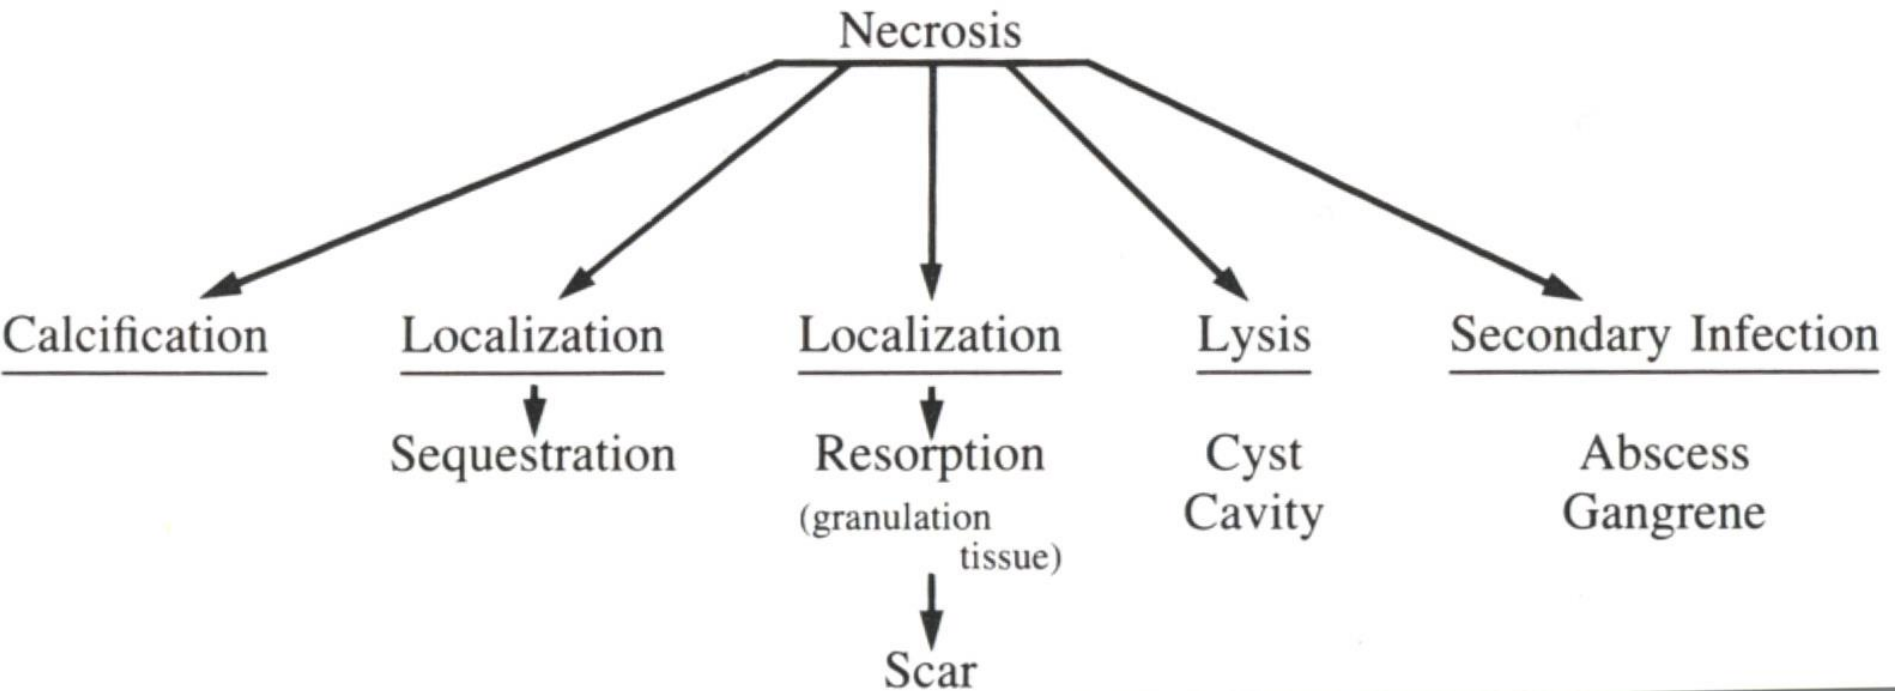 Necrosis
Calcification
Localization
Localization
Lysis
Secondary Infection
Sequestration
Resorption
Cyst
Abscess
(granulation
Cavity
Gangrene
tissue)
Scar